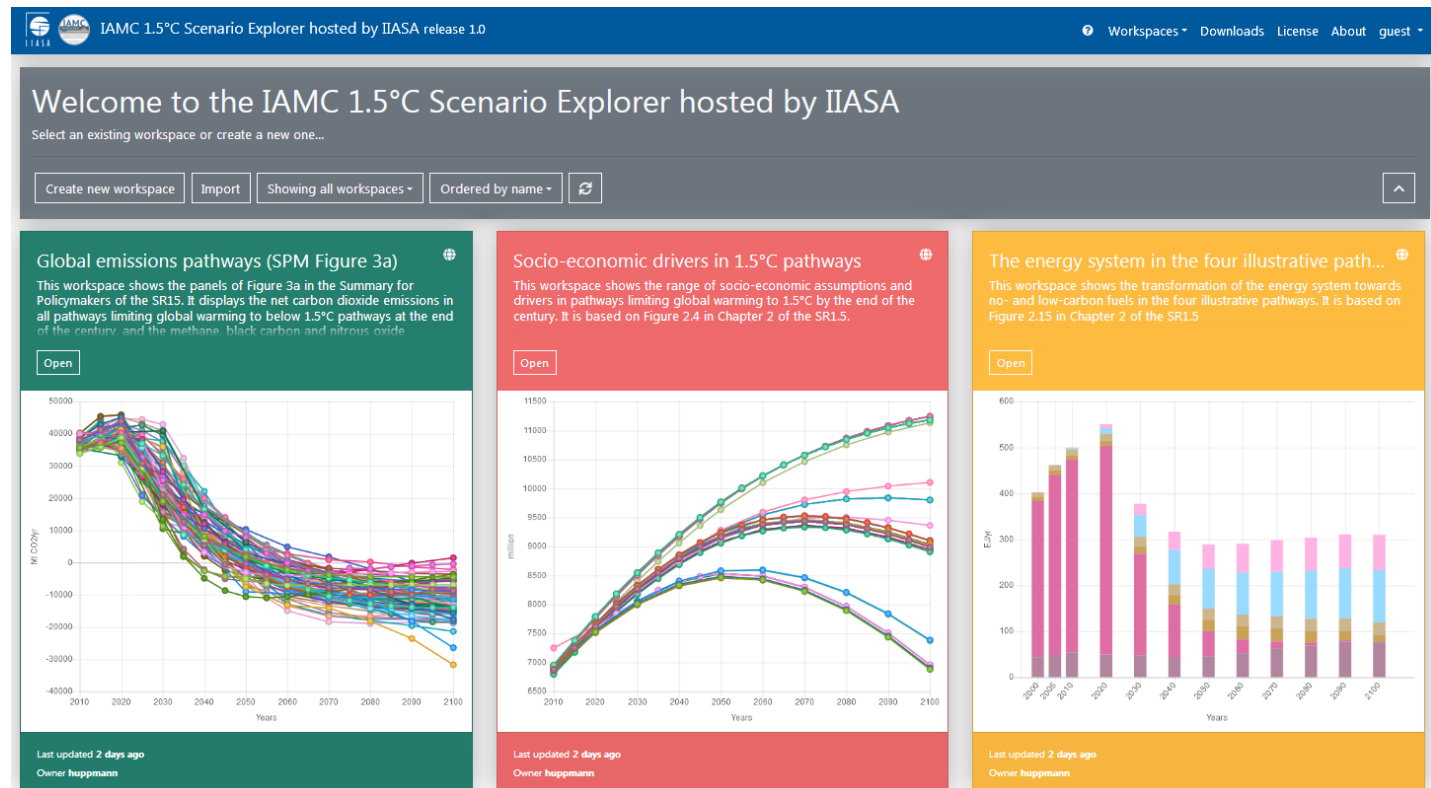 IIASA
IAMC
IAMC 1.5°C Scenario Explorer hosted by IIASA release 1.0
Workspaces
Downloads
License
About
guest
Welcome to the IAMC 1.5°C Scenario Explorer hosted by IIASA
Select an existing workspace or create a new one...
Create new workspace
Import
Showing all workspaces
Ordered by name
Global emissions pathways (SPM Figure 3a)
This workspace shows the panels of Figure 3a in the Summary for
Policymakers of the SR15. It displays the net carbon dioxide emissions in
all pathways limiting global warming to below 1.5°C pathways at the end
of the century, and the methane, black carbon and nitrous oxide
Open
50000
40000
30000
20000
10000
0
-10000
-20000
-30000
-40000
Mt CO2/yr
2010 2020 2030 2040 2050 2060 2070 2080 2090 2100
Years
Last updated 2 days ago
Owner huppmann
Socio-economic drivers in 1.5°C pathways
This workspace shows the range of socio-economic assumptions and
drivers in pathways limiting global warming to 1.5°C by the end of the
century. It is based on Figure 2.4 in Chapter 2 of the SR1.5.
Open
11500
11000
10500
10000
9500
9000
8500
8000
7500
7000
6500
million
2010 2020 2030 2040 2050 2060 2070 2080 2090 2100
Years
Last updated 2 days ago
Owner huppmann
The energy system in the four illustrative path...
This workspace shows the transformation of the energy system towards
no- and low-carbon fuels in the four illustrative pathways. It is based on
Figure 2.15 in Chapter 2 of the SR1.5
Open
600
500
400
300
200
100
0
EJ/yr
2000 2005 2010 2020 2030 2040 2050 2060 2070 2080 2090 2100
Years
Last updated 2 days ago
Owner huppmann